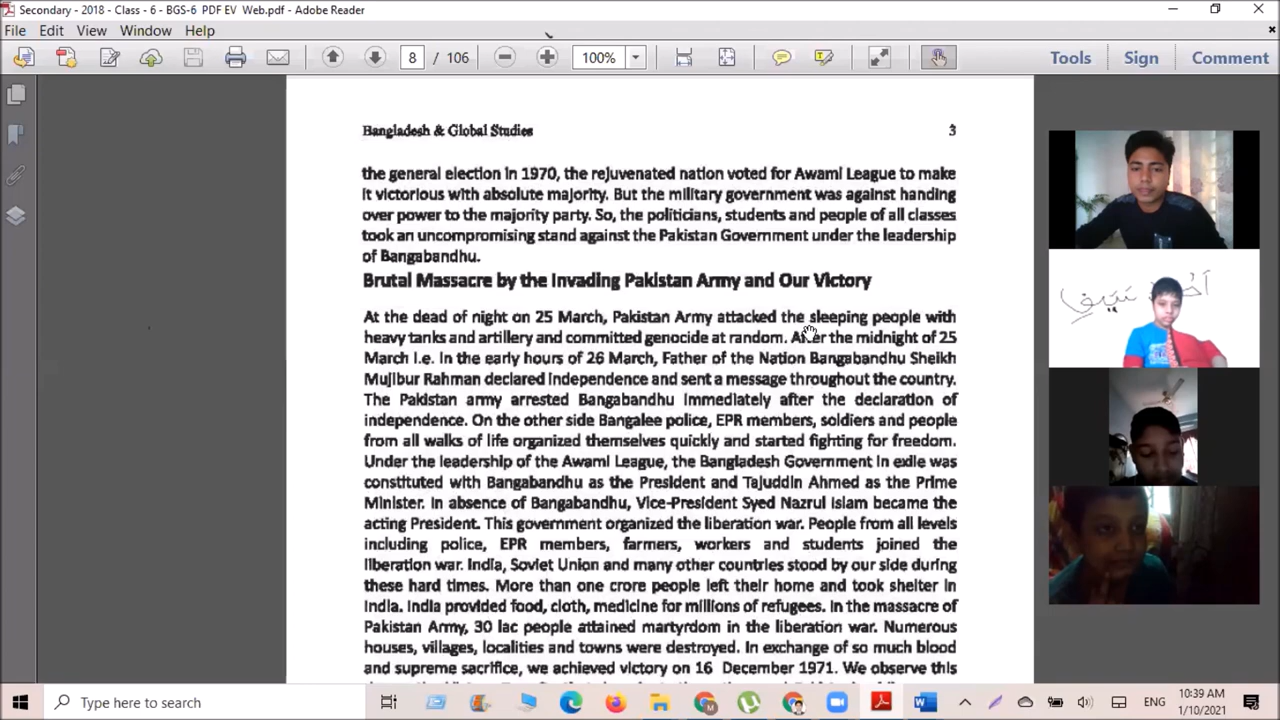 Secondary - 2018 - Class - 6 - BGS-6 PDF EV Web.pdf - Adobe Reader
File Edit View Window Help
8 / 106 100% Tools Sign Comment
Bangladesh & Global Studies 3
the general election in 1970, the rejuvenated nation voted for Awami League to make
it victorious with absolute majority. But the military government was against handing
over power to the majority party. So, the politicians, students and people of all classes
took an uncompromising stand against the Pakistan Government under the leadership
of Bangabandhu.
Brutal Massacre by the Invading Pakistan Army and Our Victory
At the dead of night on 25 March, Pakistan Army attacked the sleeping people with
heavy tanks and artillery and committed genocide at random. After the midnight of 25
March i.e. in the early hours of 26 March, Father of the Nation Bangabandhu Sheikh
Mujibur Rahman declared independence and sent a message throughout the country.
The Pakistan army arrested Bangabandhu immediately after the declaration of
independence. On the other side Bangalee police, EPR members, soldiers and people
from all walks of life organized themselves quickly and started fighting for freedom.
Under the leadership of the Awami League, the Bangladesh Government in exile was
constituted with Bangabandhu as the President and Tajuddin Ahmed as the Prime
Minister. In absence of Bangabandhu, Vice-President Syed Nazrul Islam became the
acting President. This government organized the liberation war. People from all levels
including police, EPR members, farmers, workers and students joined the
liberation war. India, Soviet Union and many other countries stood by our side during
these hard times. More than one crore people left their home and took shelter in
India. India provided food, cloth, medicine for millions of refugees. In the massacre of
Pakistan Army, 30 lac people attained martyrdom in the liberation war. Numerous
houses, villages, localities and towns were destroyed. In exchange of so much blood
and supreme sacrifice, we achieved victory on 16 December 1971. We observe this
Type here to search
ENG
10:39 AM
1/10/2021